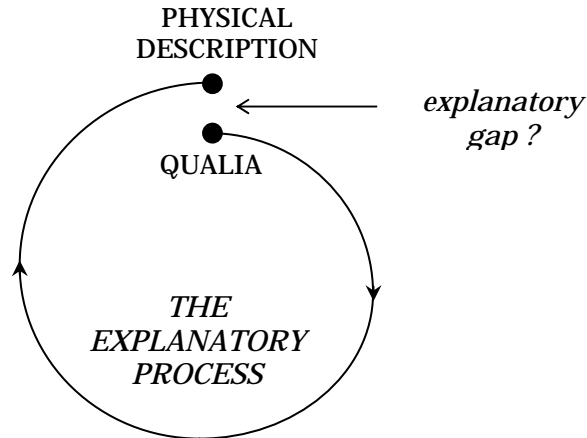 PHYSICAL
DESCRIPTION
explanatory
gap ?
QUALIA
THE
EXPLANATORY
PROCESS